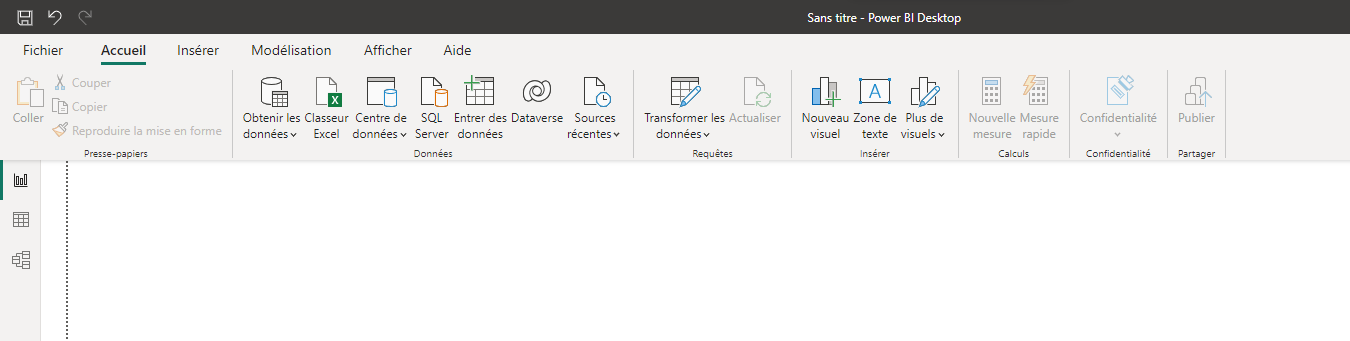 Sans titre - Power BI Desktop
Fichier Accueil Insérer Modélisation Afficher Aide
Coller
Couper
Copier
Reproduire la mise en forme
Presse-papiers
Obtenir les
données
Classeur
Excel
Centre de
données
SQL
Server
Entrer des
données
Dataverse
Sources
récentes
Données
Transformer les
données
Actualiser
Requêtes
Nouveau
visuel
A
Zone de
texte
Plus de
visuels
Insérer
Nouvelle
mesure
Mesure
rapide
Calculs
Confidentialité
Confidentialité
Publier
Partager